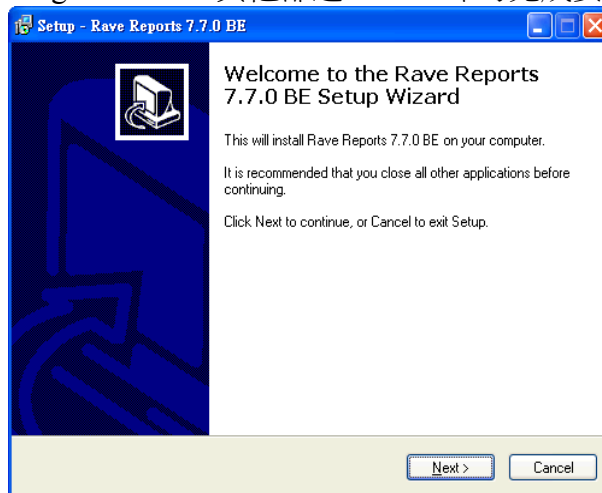 Setup - Rave Reports 7.7.0 BE
Welcome to the Rave Reports
7.7.0 BE Setup Wizard
This will install Rave Reports 7.7.0 BE on your computer.
It is recommended that you close all other applications before
continuing.
Click Next to continue, or Cancel to exit Setup.
Next >
Cancel